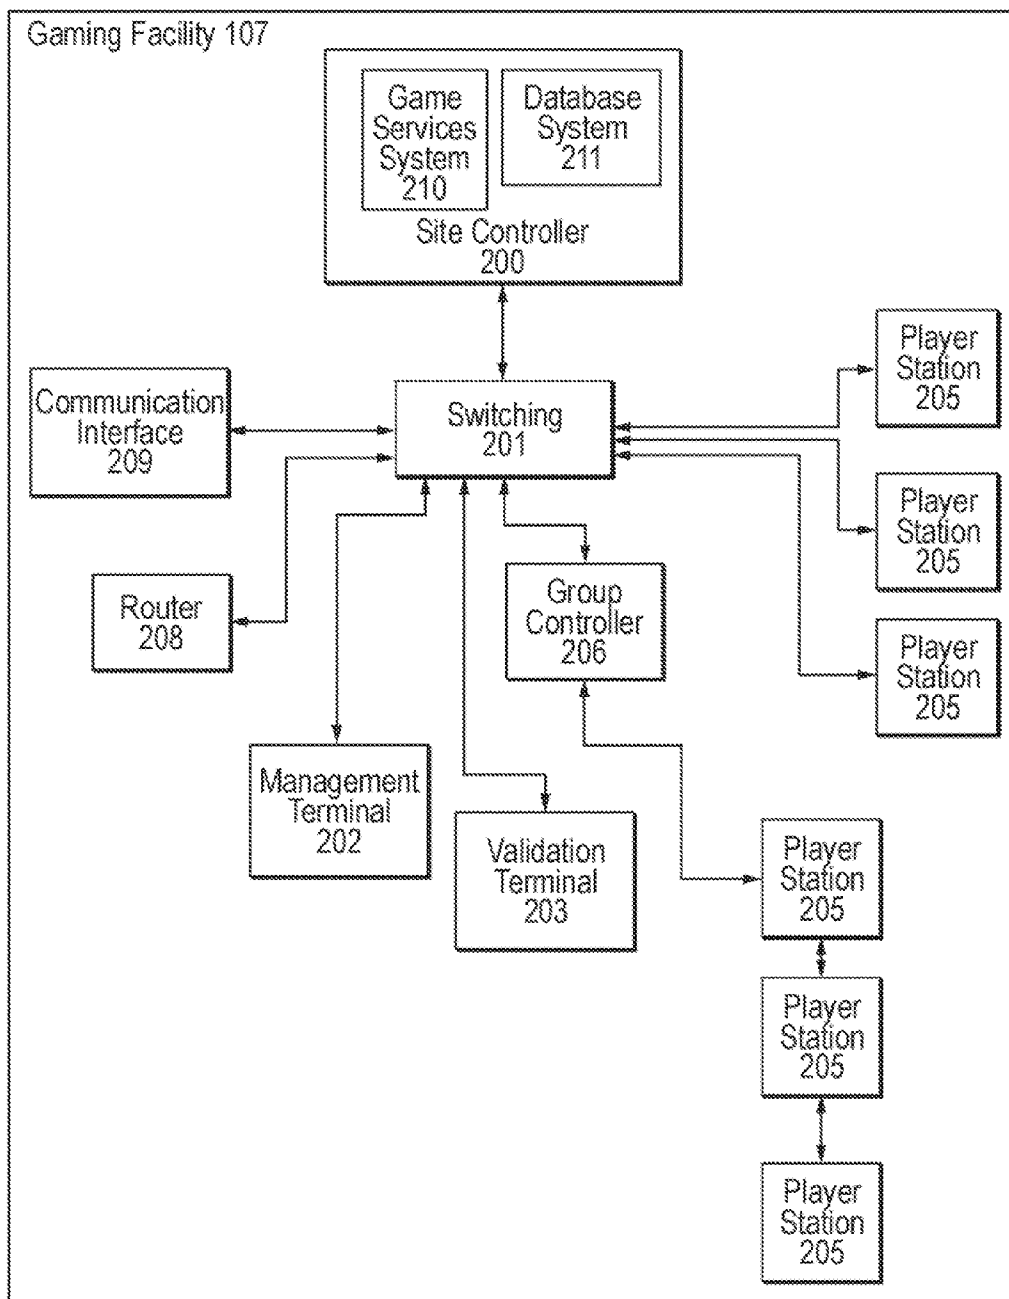 Gaming Facility 107
Game
Services
System
210
Database
System
211
Site Controller
200
Communication
Interface
209
Switching
201
Player
Station
205
Player
Station
205
Router
208
Group
Controller
206
Player
Station
205
Management
Terminal
202
Validation
Terminal
203
Player
Station
205
Player
Station
205
Player
Station
205